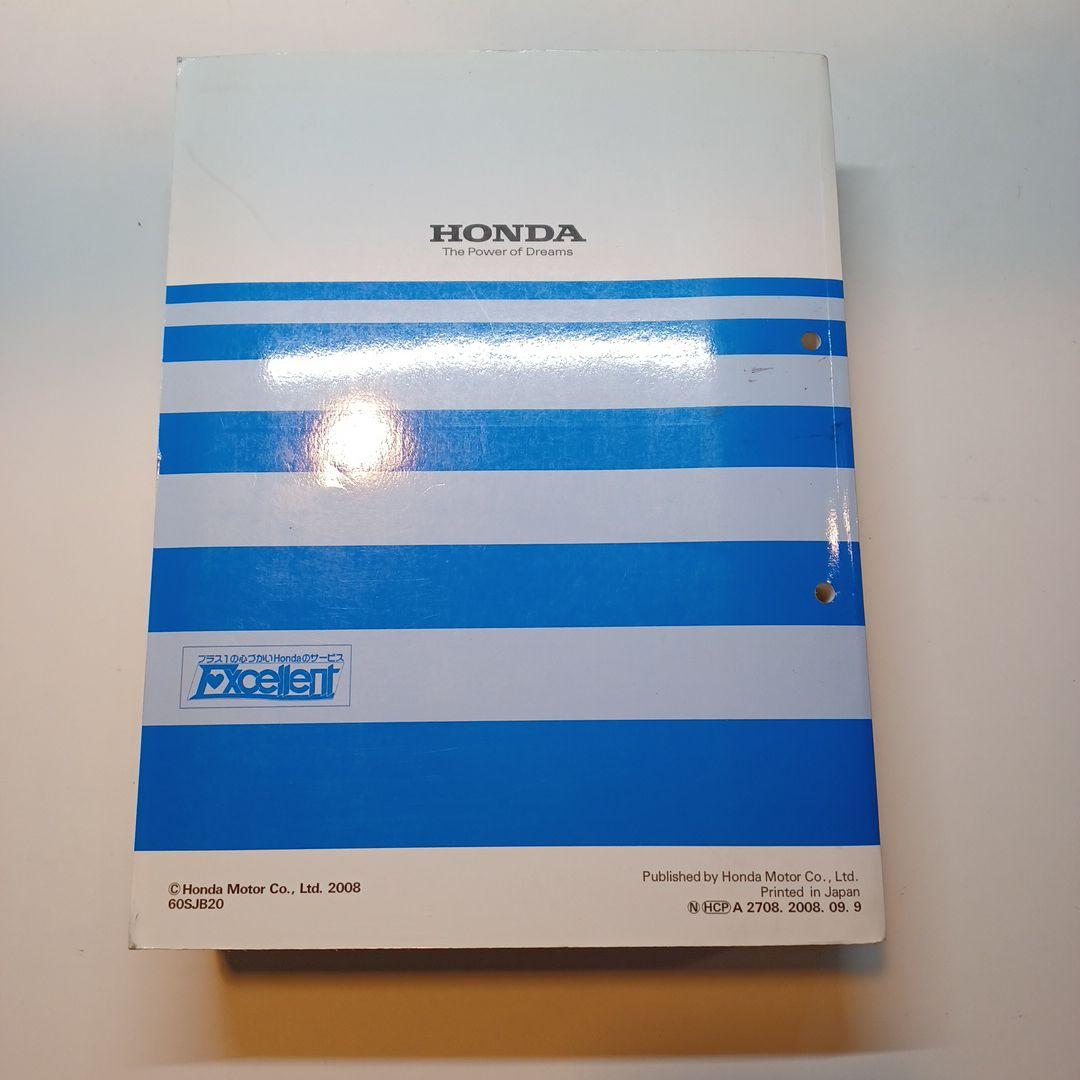 HONDA
The Power of Dreams
プラス1の心づかいHondaのサービス
Excellent
©Honda Motor Co., Ltd. 2008
60SJB20
Published by Honda Motor Co., Ltd.
Printed in Japan
Ⓝ HCP A 2708. 2008. 09. 9